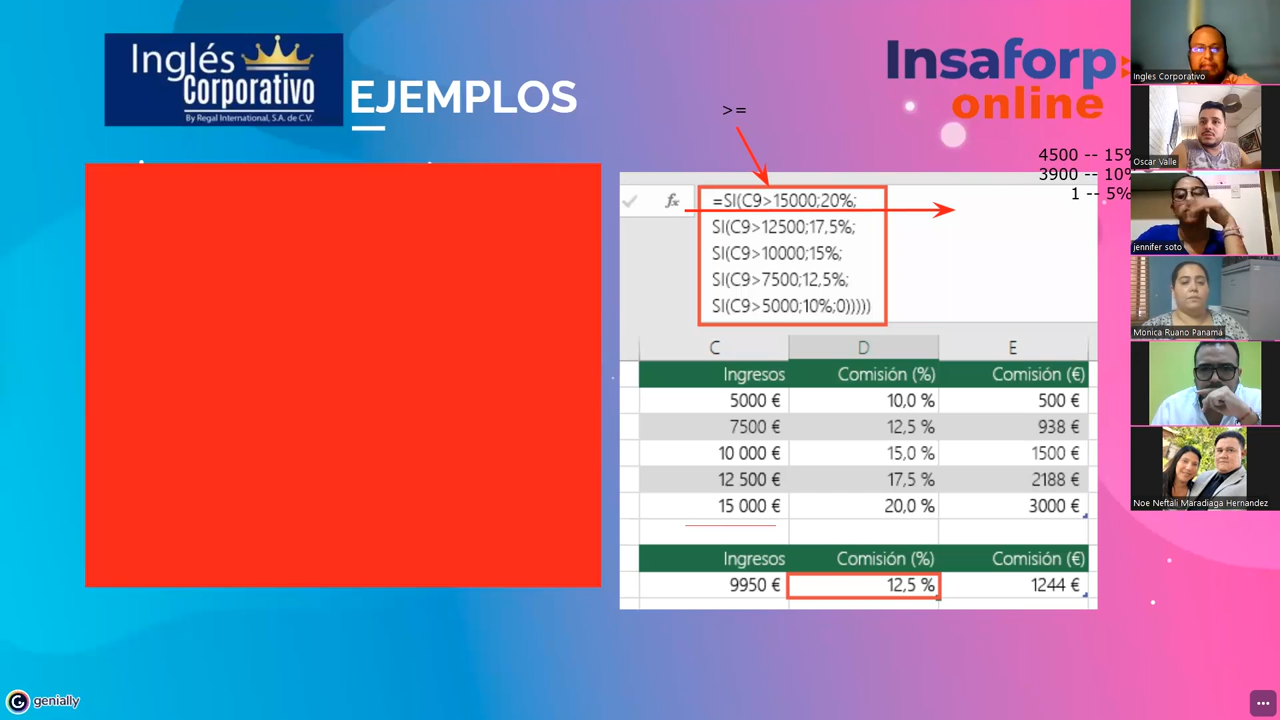 Inglés
Corporativo
By Regal International, S.A. de C.V.
EJEMPLOS
Insaforp
online
>=
4500 -- 15%
3900 -- 10%
1 -- 5%
fx
=SI(C9>15000;20%;
SI(C9>12500;17,5%;
SI(C9>10000;15%;
SI(C9>7500;12,5%;
SI(C9>5000;10%;0)))))
C D E
Ingresos Comisión (%) Comisión (€)
5000 € 10,0 % 500 €
7500 € 12,5 % 938 €
10 000 € 15,0 % 1500 €
12 500 € 17,5 % 2188 €
15 000 € 20,0 % 3000 €
Ingresos Comisión (%) Comisión (€)
9950 € 12,5 % 1244 €
Ingles Corporativo
Oscar Valle
jennifer soto
Monica Ruano Panamá
Noe Neftali Maradiaga Hernandez
genially